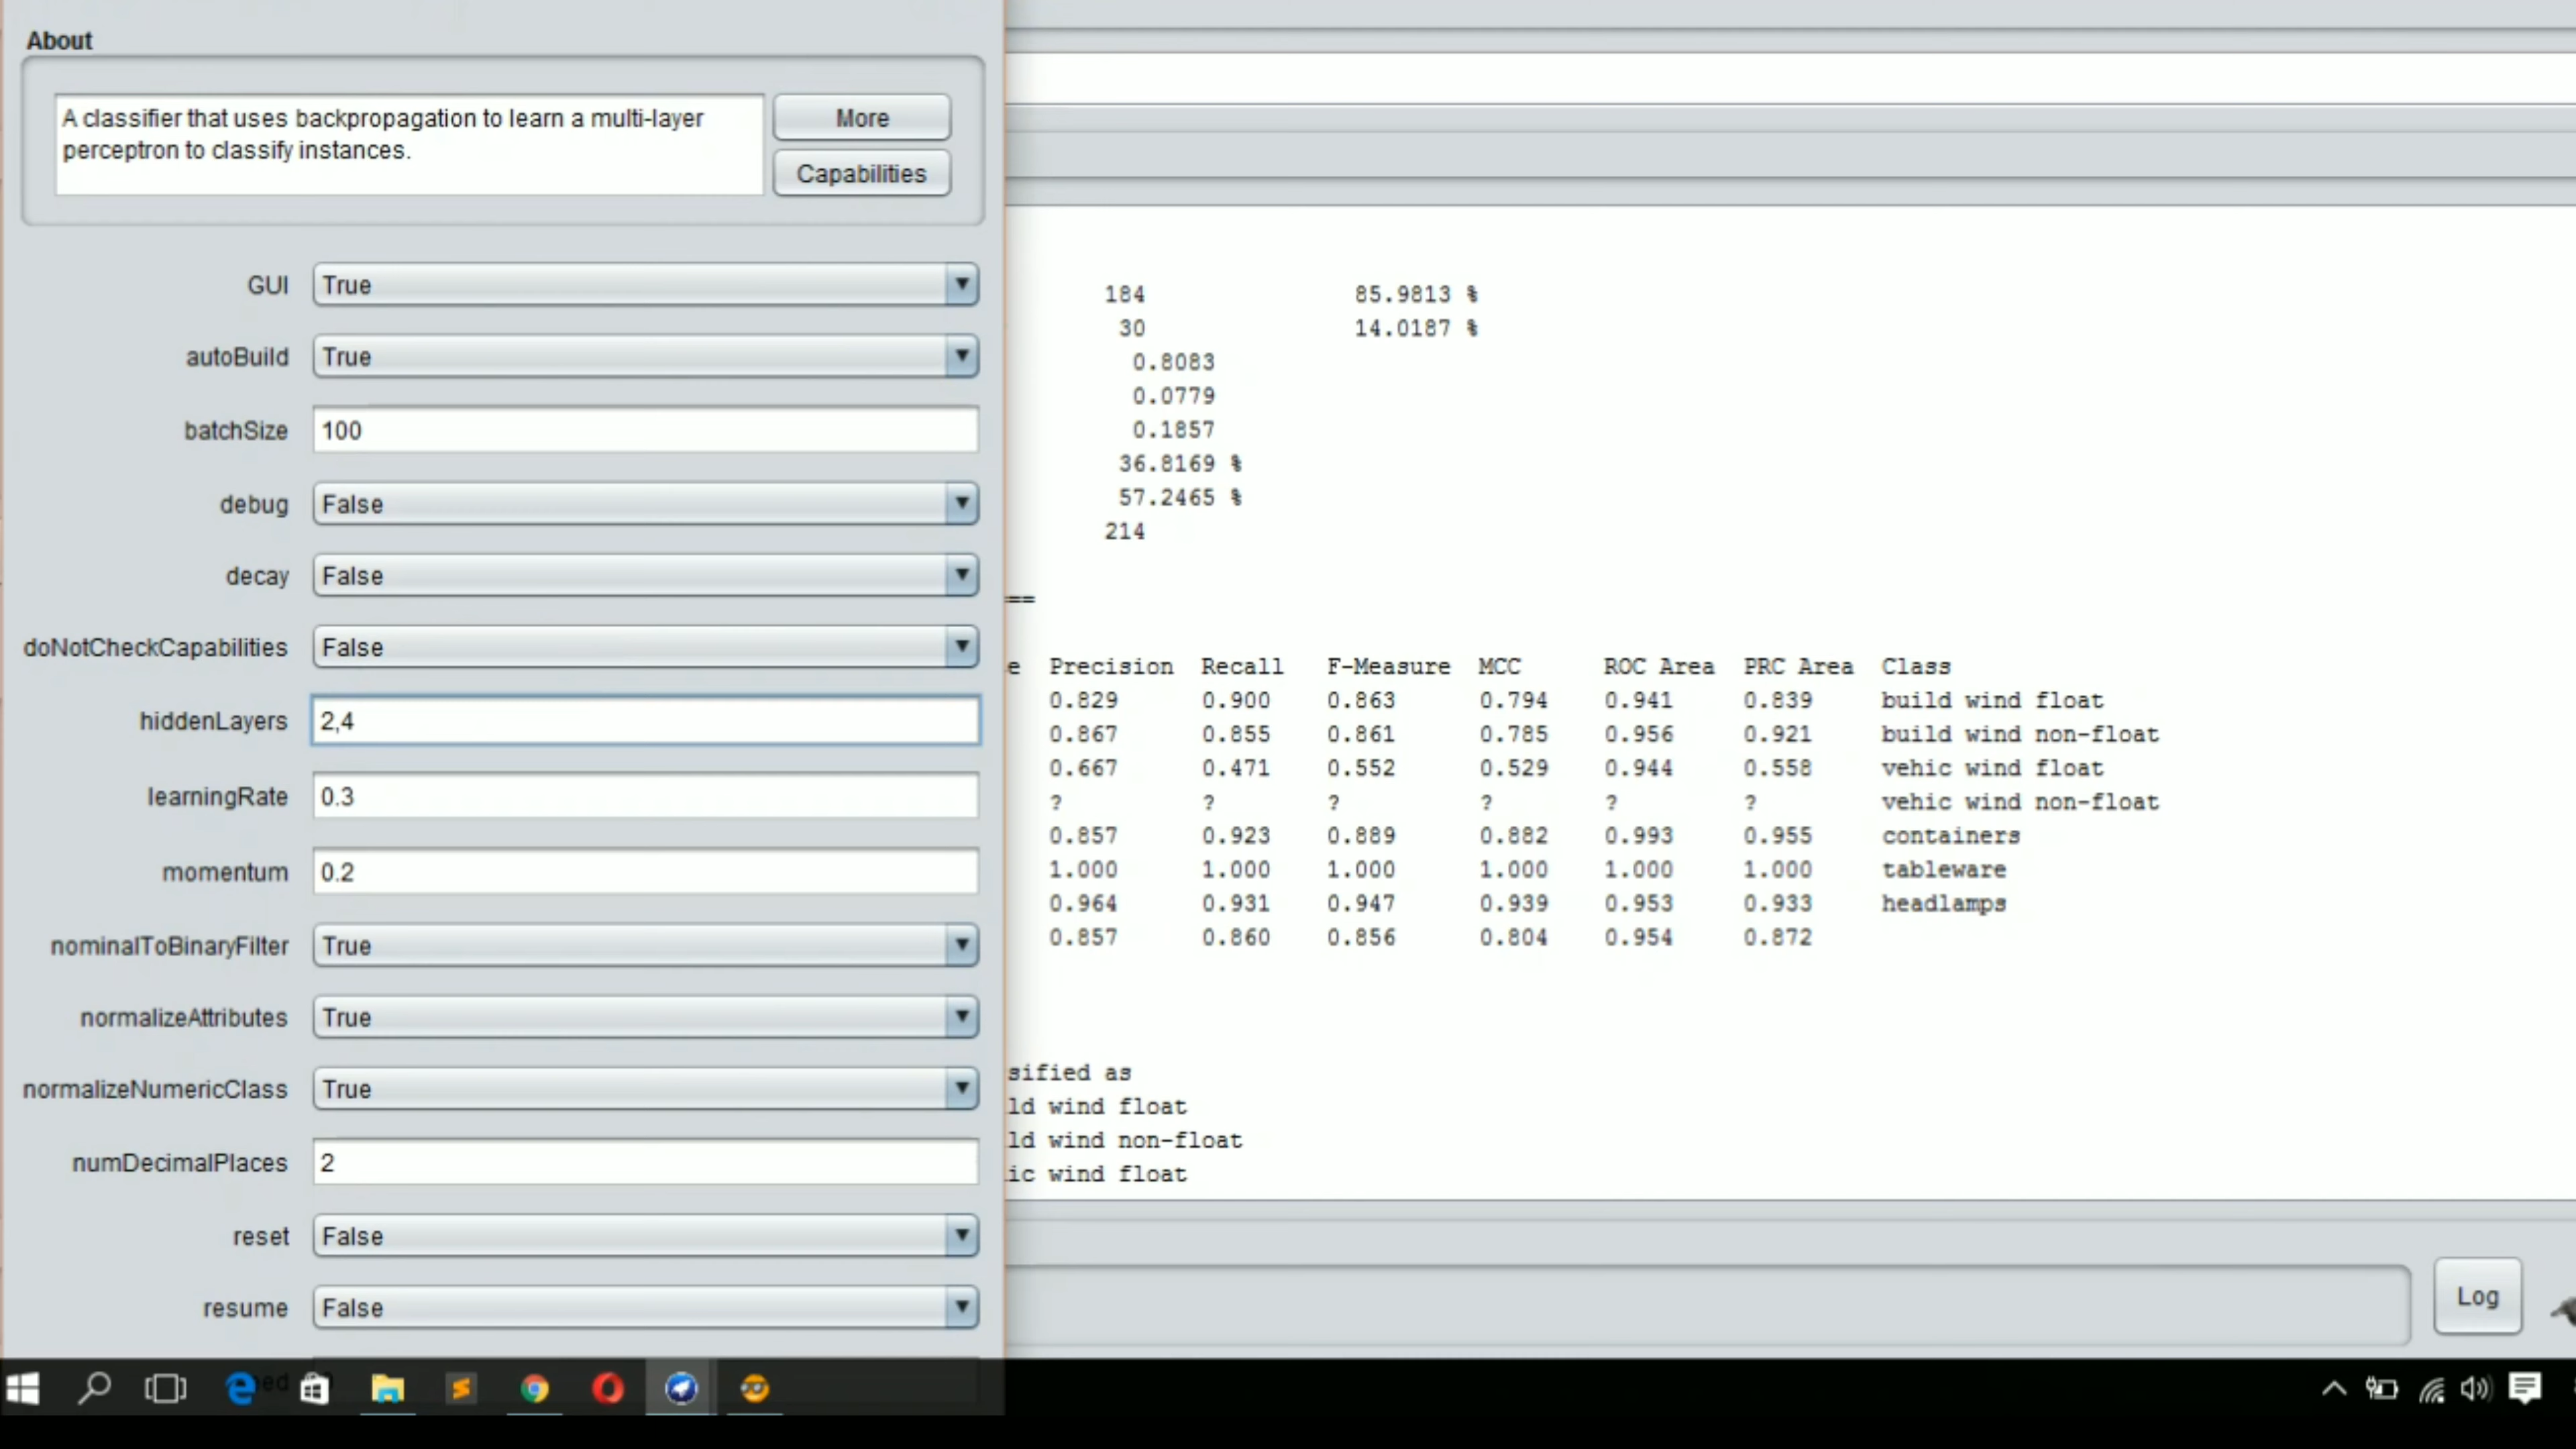 About
A classifier that uses backpropagation to learn a multi-layer
perceptron to classify instances.
More
Capabilities
GUI True
autoBuild True
batchSize 100
debug False
decay False
doNotCheckCapabilities False
hiddenLayers 2,4
learningRate 0.3
momentum 0.2
nominalToBinaryFilter True
normalizeAttributes True
normalizeNumericClass True
numDecimalPlaces 2
reset False
resume False
184 85.9813 %
30 14.0187 %
0.8083
0.0779
0.1857
36.8169 %
57.2465 %
214
==
e Precision Recall F-Measure MCC ROC Area PRC Area Class
0.829 0.900 0.863 0.794 0.941 0.839 build wind float
0.867 0.855 0.861 0.785 0.956 0.921 build wind non-float
0.667 0.471 0.552 0.529 0.944 0.558 vehic wind float
? ? ? ? ? ? vehic wind non-float
0.857 0.923 0.889 0.882 0.993 0.955 containers
1.000 1.000 1.000 1.000 1.000 1.000 tableware
0.964 0.931 0.947 0.939 0.953 0.933 headlamps
0.857 0.860 0.856 0.804 0.954 0.872
sified as
ld wind float
ld wind non-float
ic wind float
Log